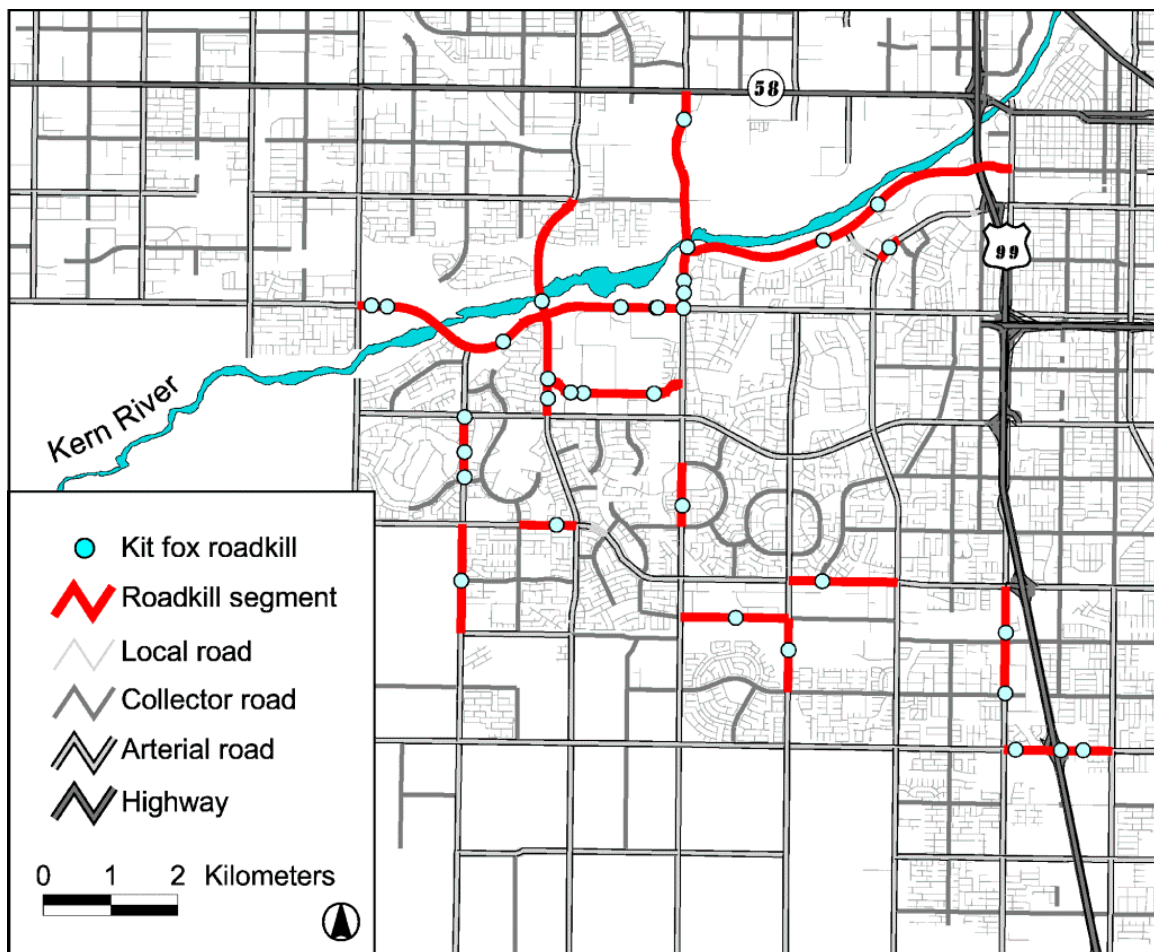 58
99
Kern River
Kit fox roadkill
Roadkill segment
Local road
Collector road
Arterial road
Highway
0 1 2 Kilometers